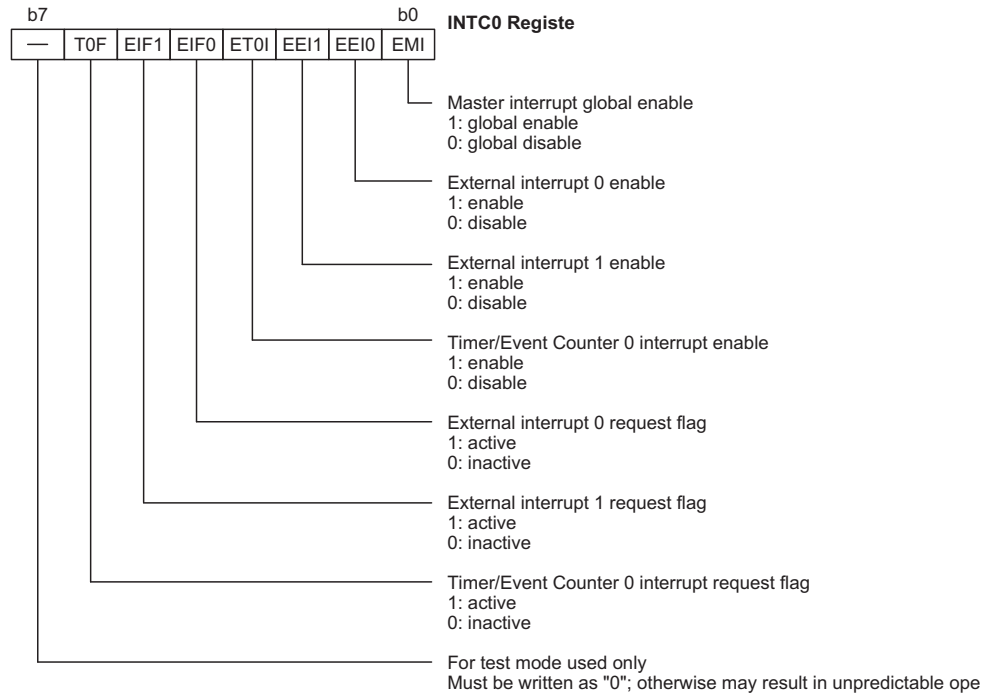 b7 b0
INTC0 Registe
— T0F EIF1 EIF0 ET0I EEI1 EEI0 EMI
Master interrupt global enable
1: global enable
0: global disable
External interrupt 0 enable
1: enable
0: disable
External interrupt 1 enable
1: enable
0: disable
Timer/Event Counter 0 interrupt enable
1: enable
0: disable
External interrupt 0 request flag
1: active
0: inactive
External interrupt 1 request flag
1: active
0: inactive
Timer/Event Counter 0 interrupt request flag
1: active
0: inactive
For test mode used only
Must be written as "0"; otherwise may result in unpredictable ope